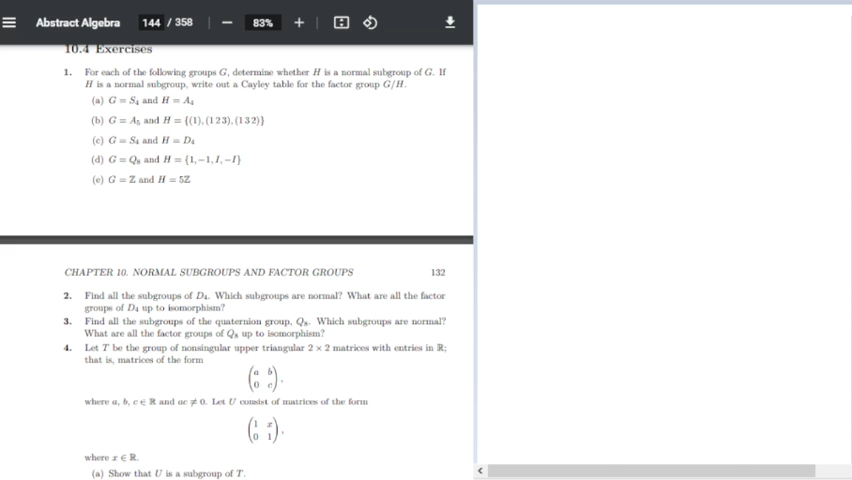 Abstract Algebra 144 / 358 | − 83% + |
10.4 Exercises
1. For each of the following groups G, determine whether H is a normal subgroup of G. If
H is a normal subgroup, write out a Cayley table for the factor group G/H.
(a) G = S₄ and H = A₄
(b) G = A₅ and H = {(1), (1 2 3), (1 3 2)}
(c) G = S₄ and H = D₄
(d) G = Q₈ and H = {1, −1, I, −I}
(e) G = ℤ and H = 5ℤ
CHAPTER 10. NORMAL SUBGROUPS AND FACTOR GROUPS 132
2. Find all the subgroups of D₄. Which subgroups are normal? What are all the factor
groups of D₄ up to isomorphism?
3. Find all the subgroups of the quaternion group, Q₈. Which subgroups are normal?
What are all the factor groups of Q₈ up to isomorphism?
4. Let T be the group of nonsingular upper triangular 2 × 2 matrices with entries in ℝ;
that is, matrices of the form
(a b
0 c),
where a, b, c ∈ ℝ and ac ≠ 0. Let U consist of matrices of the form
(1 x
0 1),
where x ∈ ℝ.
(a) Show that U is a subgroup of T.